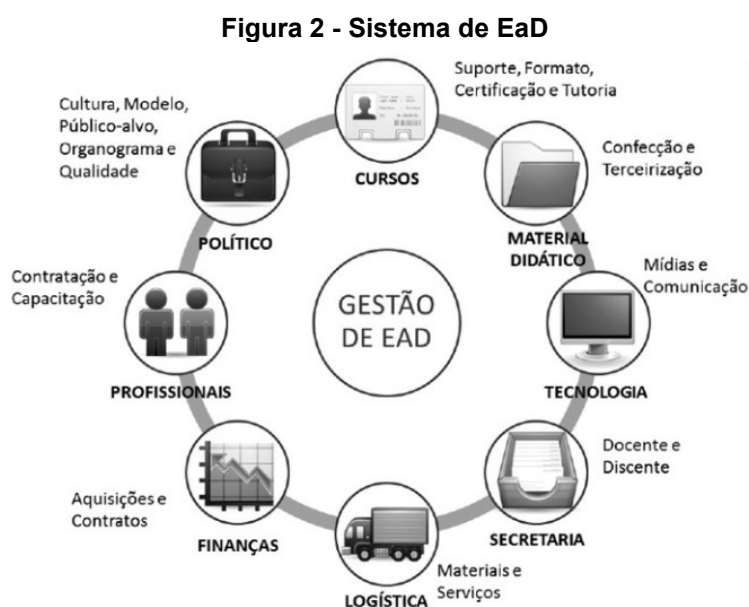 Figura 2 - Sistema de EaD
Suporte, Formato,
Certificação e Tutoria
CURSOS
Confecção e
Terceirização
MATERIAL
DIDÁTICO
Mídias e
Comunicação
TECNOLOGIA
Docente e
Discente
SECRETARIA
Materiais e
Serviços
LOGÍSTICA
Aquisições e
Contratos
FINANÇAS
Contratação e
Capacitação
PROFISSIONAIS
Cultura, Modelo,
Público-alvo,
Organograma e
Qualidade
POLÍTICO
GESTÃO
DE EAD